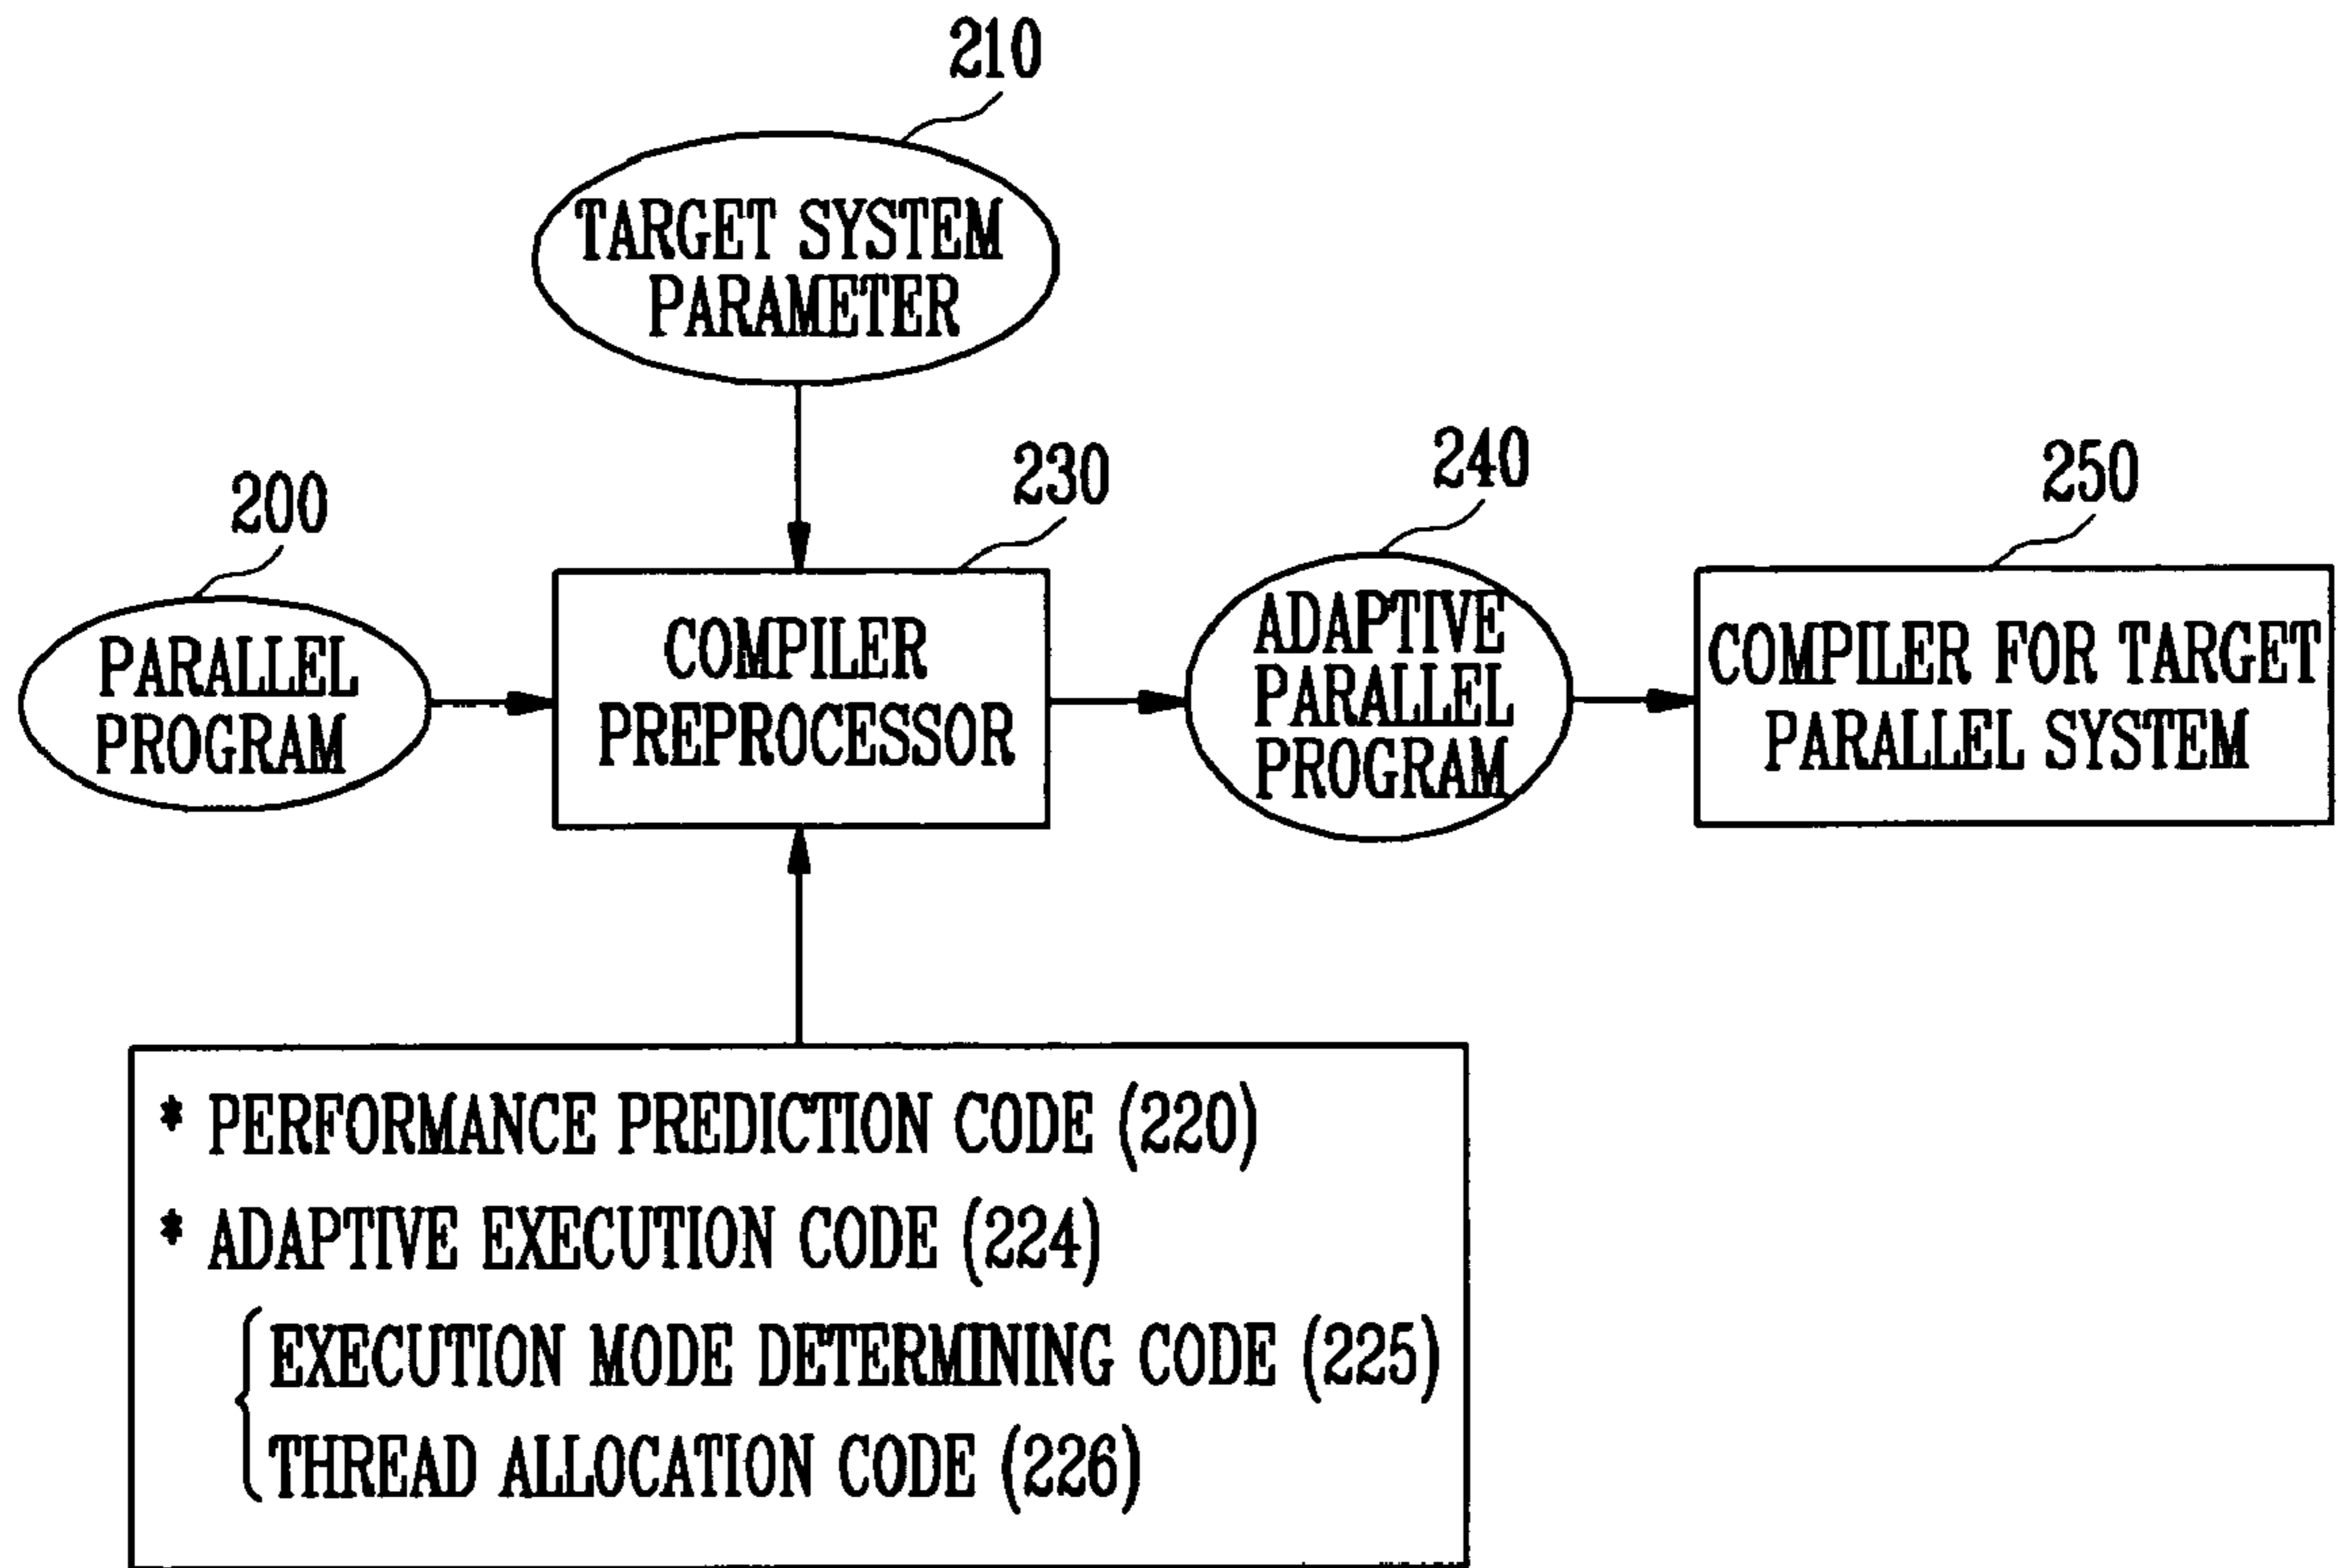 210
TARGET SYSTEM
PARAMETER
200
230
240
250
PARALLEL
PROGRAM
COMPILER
PREPROCESSOR
ADAPTIVE
PARALLEL
PROGRAM
COMPILER FOR TARGET
PARALLEL SYSTEM
* PERFORMANCE PREDICTION CODE (220)
* ADAPTIVE EXECUTION CODE (224)
EXECUTION MODE DETERMINING CODE (225)
THREAD ALLOCATION CODE (226)